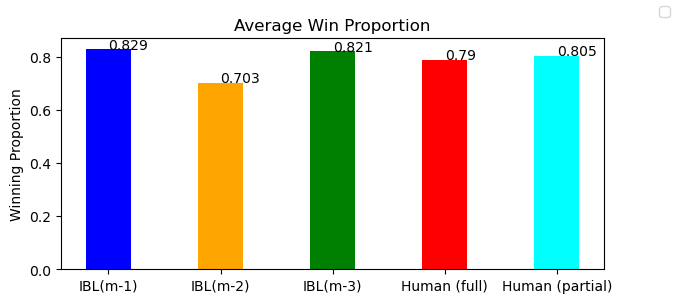 Average Win Proportion
Winning Proportion
0.8
0.6
0.4
0.2
0.0
0.829
0.703
0.821
0.79
0.805
IBL(m-1)
IBL(m-2)
IBL(m-3)
Human (full)
Human (partial)